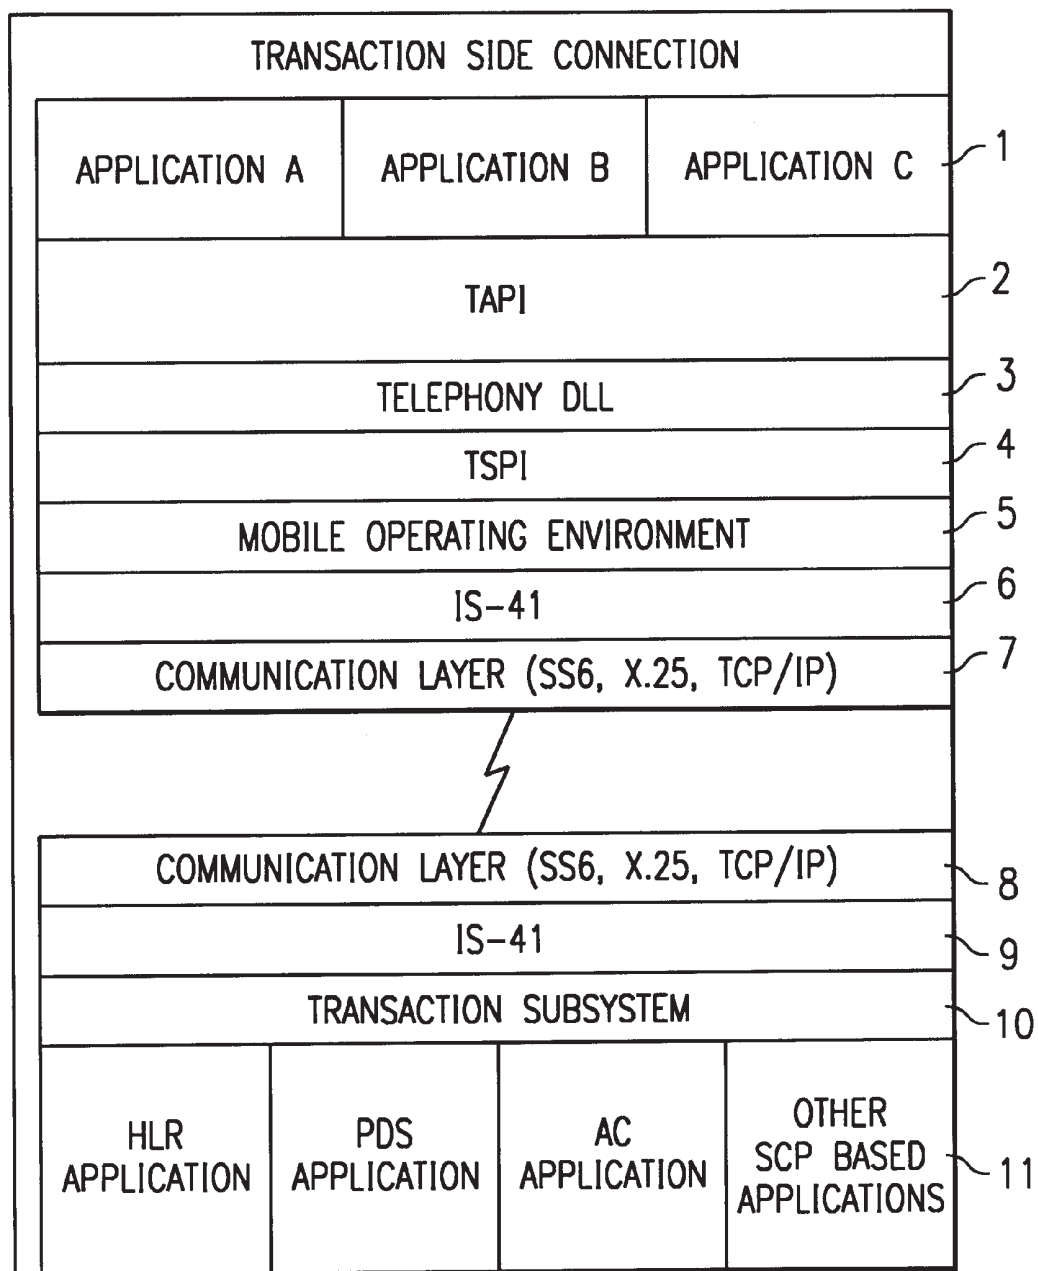 TRANSACTION SIDE CONNECTION
APPLICATION A
APPLICATION B
APPLICATION C
1
TAPI
2
TELEPHONY DLL
3
TSPI
4
MOBILE OPERATING ENVIRONMENT
5
IS-41
6
COMMUNICATION LAYER (SS6, X.25, TCP/IP)
7
COMMUNICATION LAYER (SS6, X.25, TCP/IP)
8
IS-41
9
TRANSACTION SUBSYSTEM
10
HLR
APPLICATION
PDS
APPLICATION
AC
APPLICATION
OTHER
SCP BASED
APPLICATIONS
11